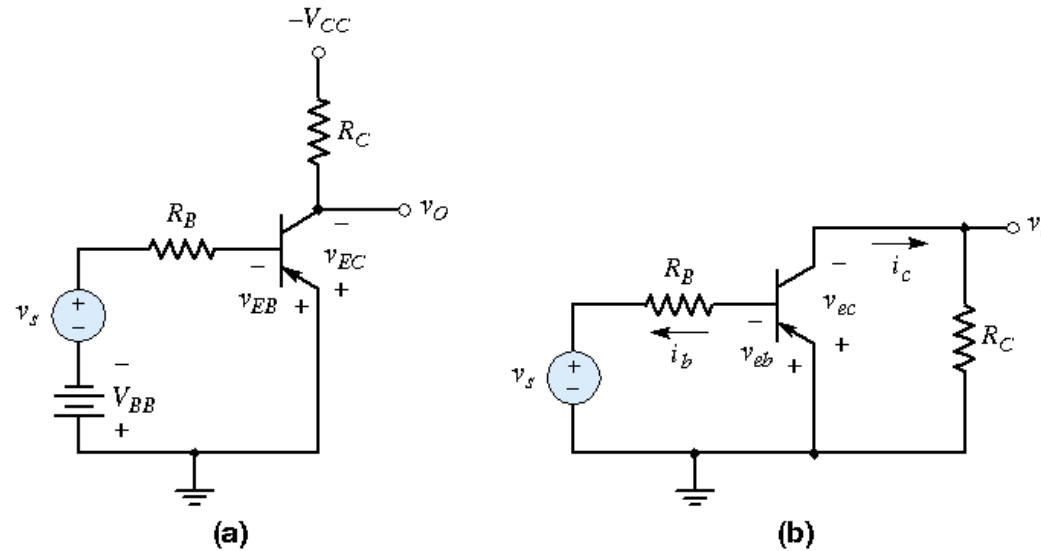 −V_CC
R_C
v_O
R_B
−
v_EC
−
+
v_EB
+
v_s
+
−
−
V_BB
+
(a)
v
i_c
−
R_B
v_ec
−
+
i_b
v_eb
+
R_C
v_s
+
−
(b)